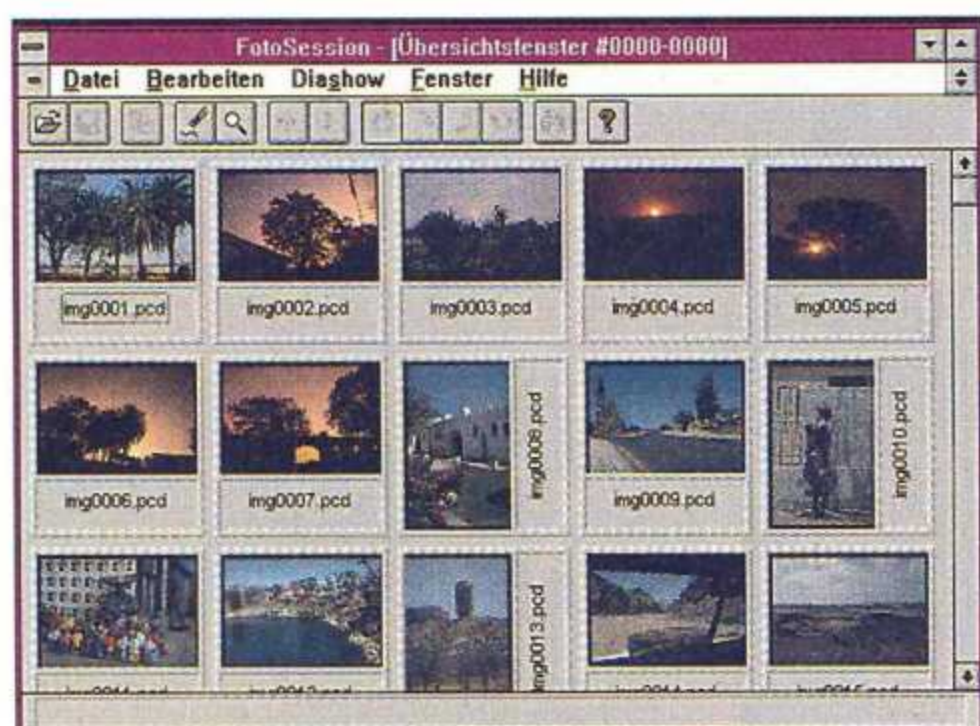 FotoSession - [Übersichtsfenster #0000-0000]
Datei Bearbeiten Diashow Fenster Hilfe
?
img0001.pcd img0002.pcd img0003.pcd img0004.pcd img0005.pcd
img0006.pcd img0007.pcd img0008.pcd img0009.pcd img0010.pcd
img0013.pcd